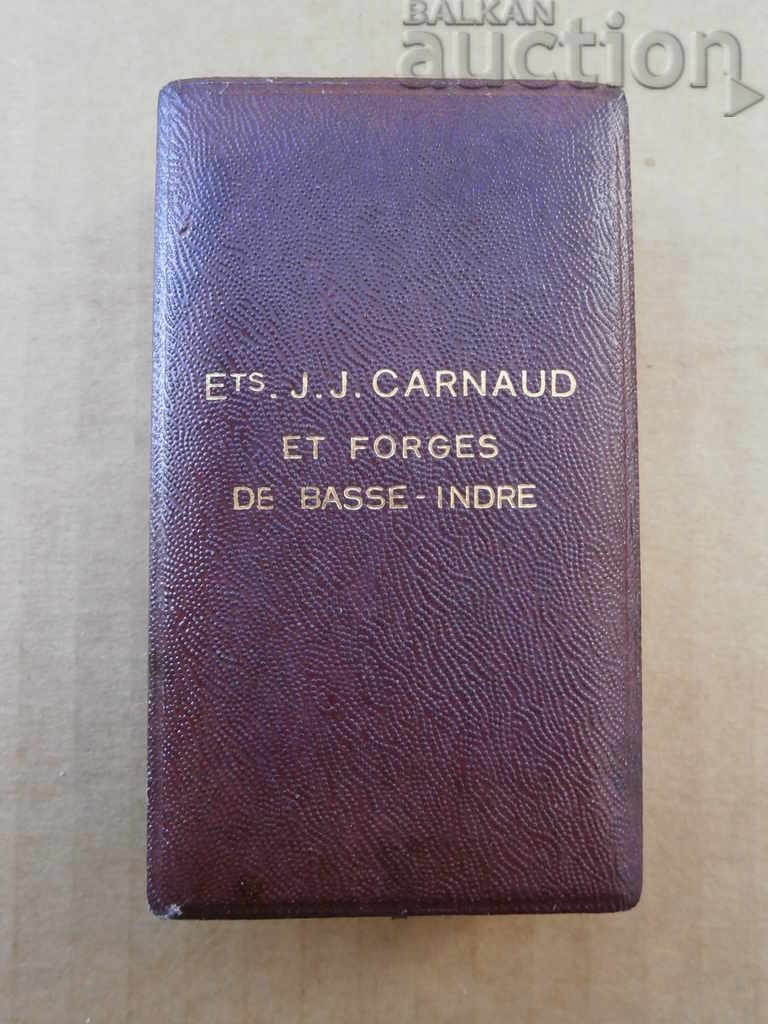 BALKAN
auction
ETS. J. J. CARNAUD
ET FORGES
DE BASSE - INDRE